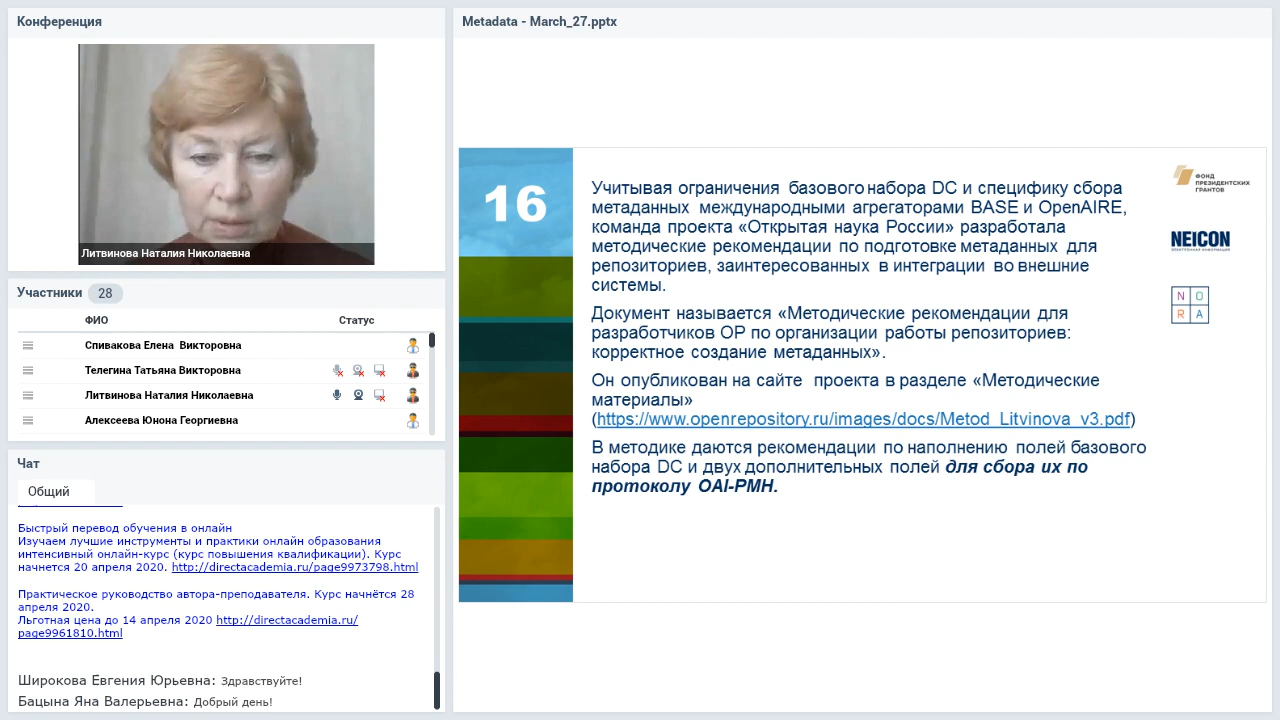 Конференция
Литвинова Наталия Николаевна
Участники 28
ФИО Статус
Спивакова Елена Викторовна
Телегина Татьяна Викторовна
Литвинова Наталия Николаевна
Алексеева Юнона Георгиевна
Чат
Общий
Быстрый перевод обучения в онлайн
Изучаем лучшие инструменты и практики онлайн образования
интенсивный онлайн-курс (курс повышения квалификации). Курс
начнется 20 апреля 2020. http://directacademia.ru/page9973798.html
Практическое руководство автора-преподавателя. Курс начнётся 28
апреля 2020.
Льготная цена до 14 апреля 2020 http://directacademia.ru/
page9961810.html
Широкова Евгения Юрьевна: Здравствуйте!
Бацына Яна Валерьевна: Добрый день!
Metadata - March_27.pptx
16
Учитывая ограничения базового набора DC и специфику сбора
метаданных международными агрегаторами BASE и OpenAIRE,
команда проекта «Открытая наука России» разработала
методические рекомендации по подготовке метаданных для
репозиториев, заинтересованных в интеграции во внешние
системы.
Документ называется «Методические рекомендации для
разработчиков ОР по организации работы репозиториев:
корректное создание метаданных».
Он опубликован на сайте проекта в разделе «Методические
материалы»
(https://www.openrepository.ru/images/docs/Metod_Litvinova_v3.pdf)
В методике даются рекомендации по наполнению полей базового
набора DC и двух дополнительных полей для сбора их по
протоколу OAI-PMH.
ФОНД
ПРЕЗИДЕНТСКИХ
ГРАНТОВ
NEICON
ЭЛЕКТРОННАЯ ИНФОРМАЦИЯ
N O
R A